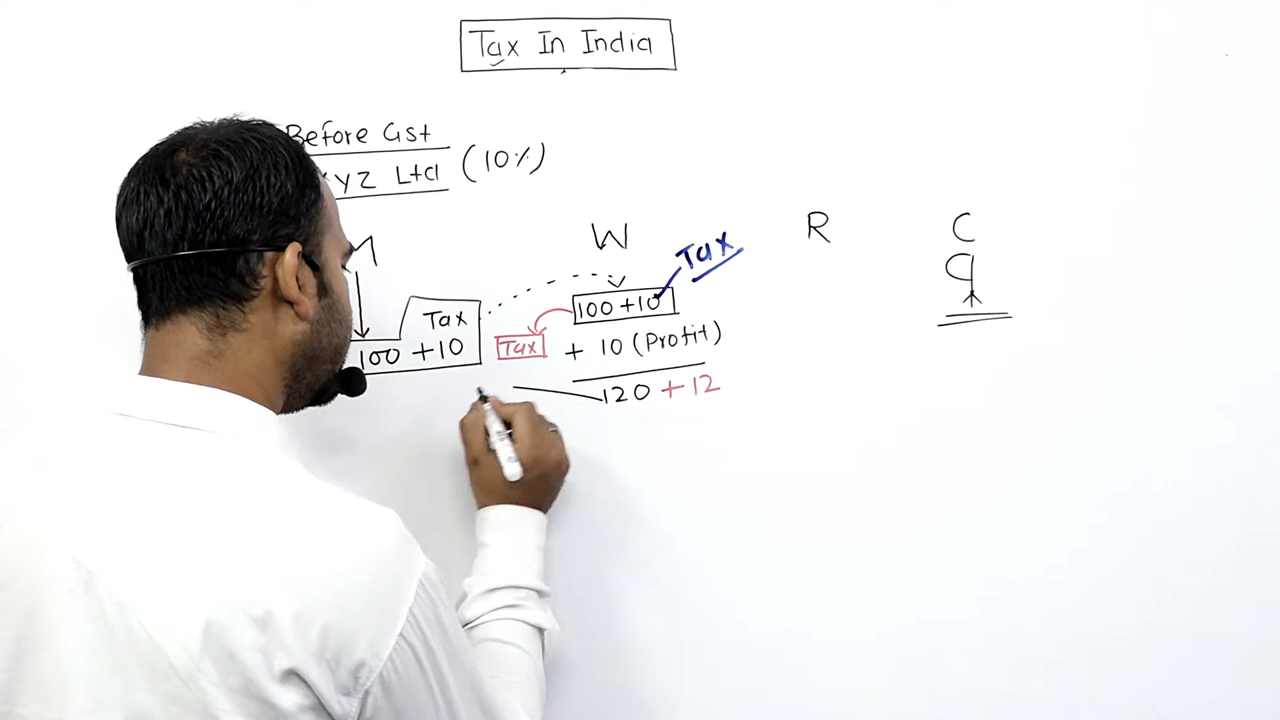 Tax In India
Before Gst
XYZ Ltd (10%)
M W R C
Tax
Tax
100 + 10
100 + 10
Tax
+ 10 (Profit)
120 + 12